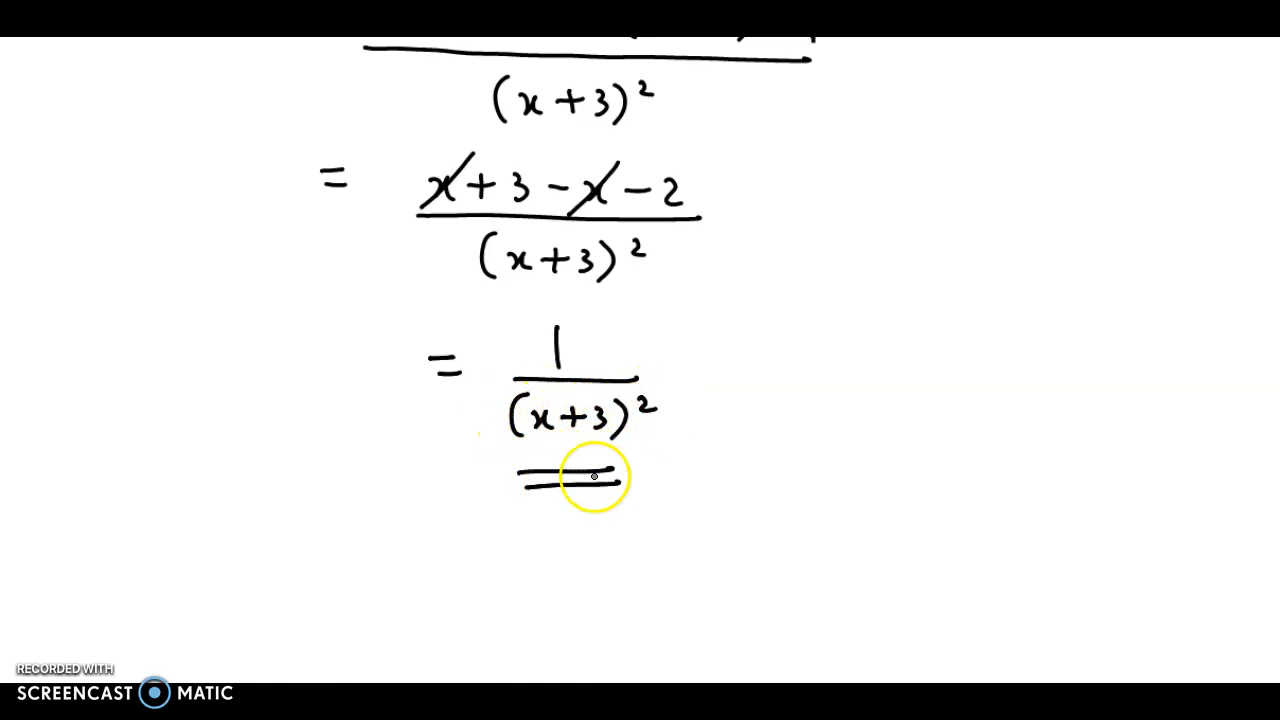 (x+3)²
= x+3-x-2
(x+3)²
= 1
(x+3)²
RECORDED WITH
SCREENCAST MATIC